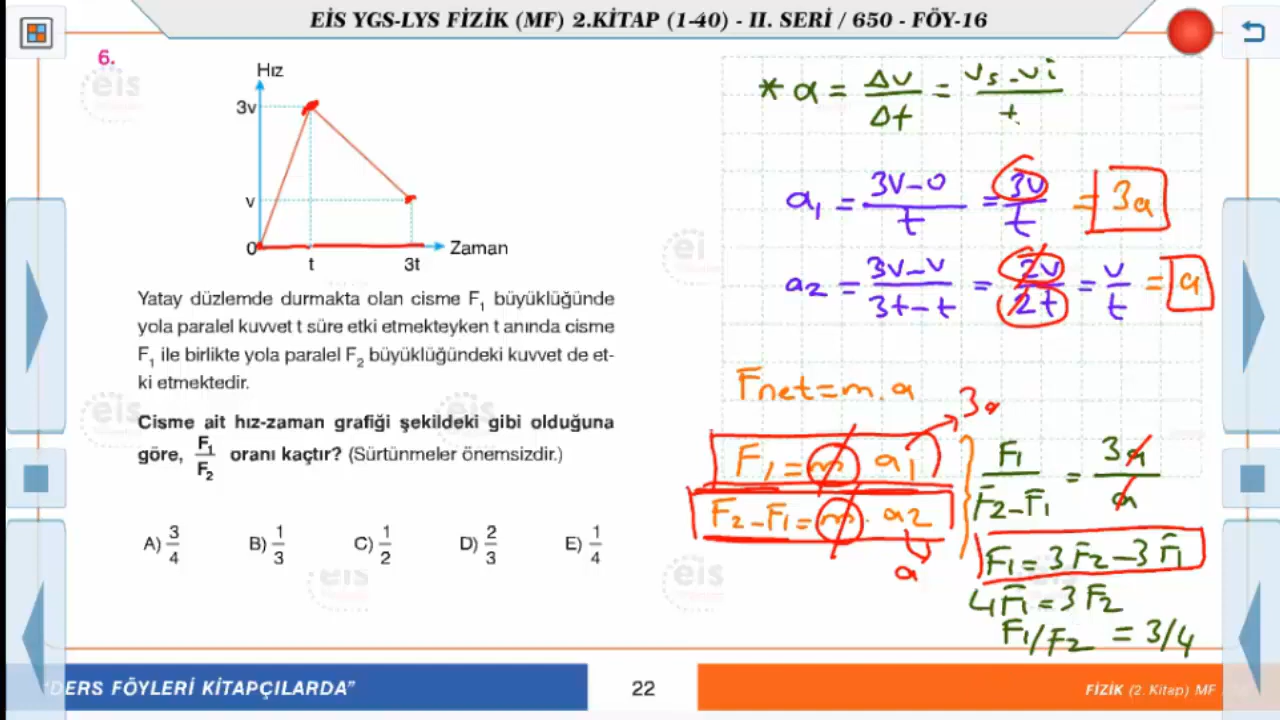 EİS YGS-LYS FİZİK (MF) 2.KİTAP (1-40) - II. SERİ / 650 - FÖY-16
6.
Hız
3v
v
0
t
3t
Zaman
Yatay düzlemde durmakta olan cisme F₁ büyüklüğünde
yola paralel kuvvet t süre etki etmekteyken t anında cisme
F₁ ile birlikte yola paralel F₂ büyüklüğündeki kuvvet de et-
ki etmektedir.
Cisme ait hız-zaman grafiği şekildeki gibi olduğuna
göre, F₁/F₂ oranı kaçtır? (Sürtünmeler önemsizdir.)
A) 3/4 B) 1/3 C) 1/2 D) 2/3 E) 1/4
* a = Δv/Δt = vs - vi/t
a₁ = 3v-0/t = 3v/t = 3a
a₂ = 3v-v/3t-t = 2v/2t = v/t = a
Fnet = m.a
3a
F₁ = m a₁
F₂-F₁ = m. a₂
a
F₁/F₂-F₁ = 3a/a
F₁ = 3F₂ - 3F₁
4F₁ = 3F₂
F₁/F₂ = 3/4
"DERS FÖYLERİ KİTAPÇILARDA"
22
FİZİK (2. Kitap) MF
eis
eis
eis
eis
eis